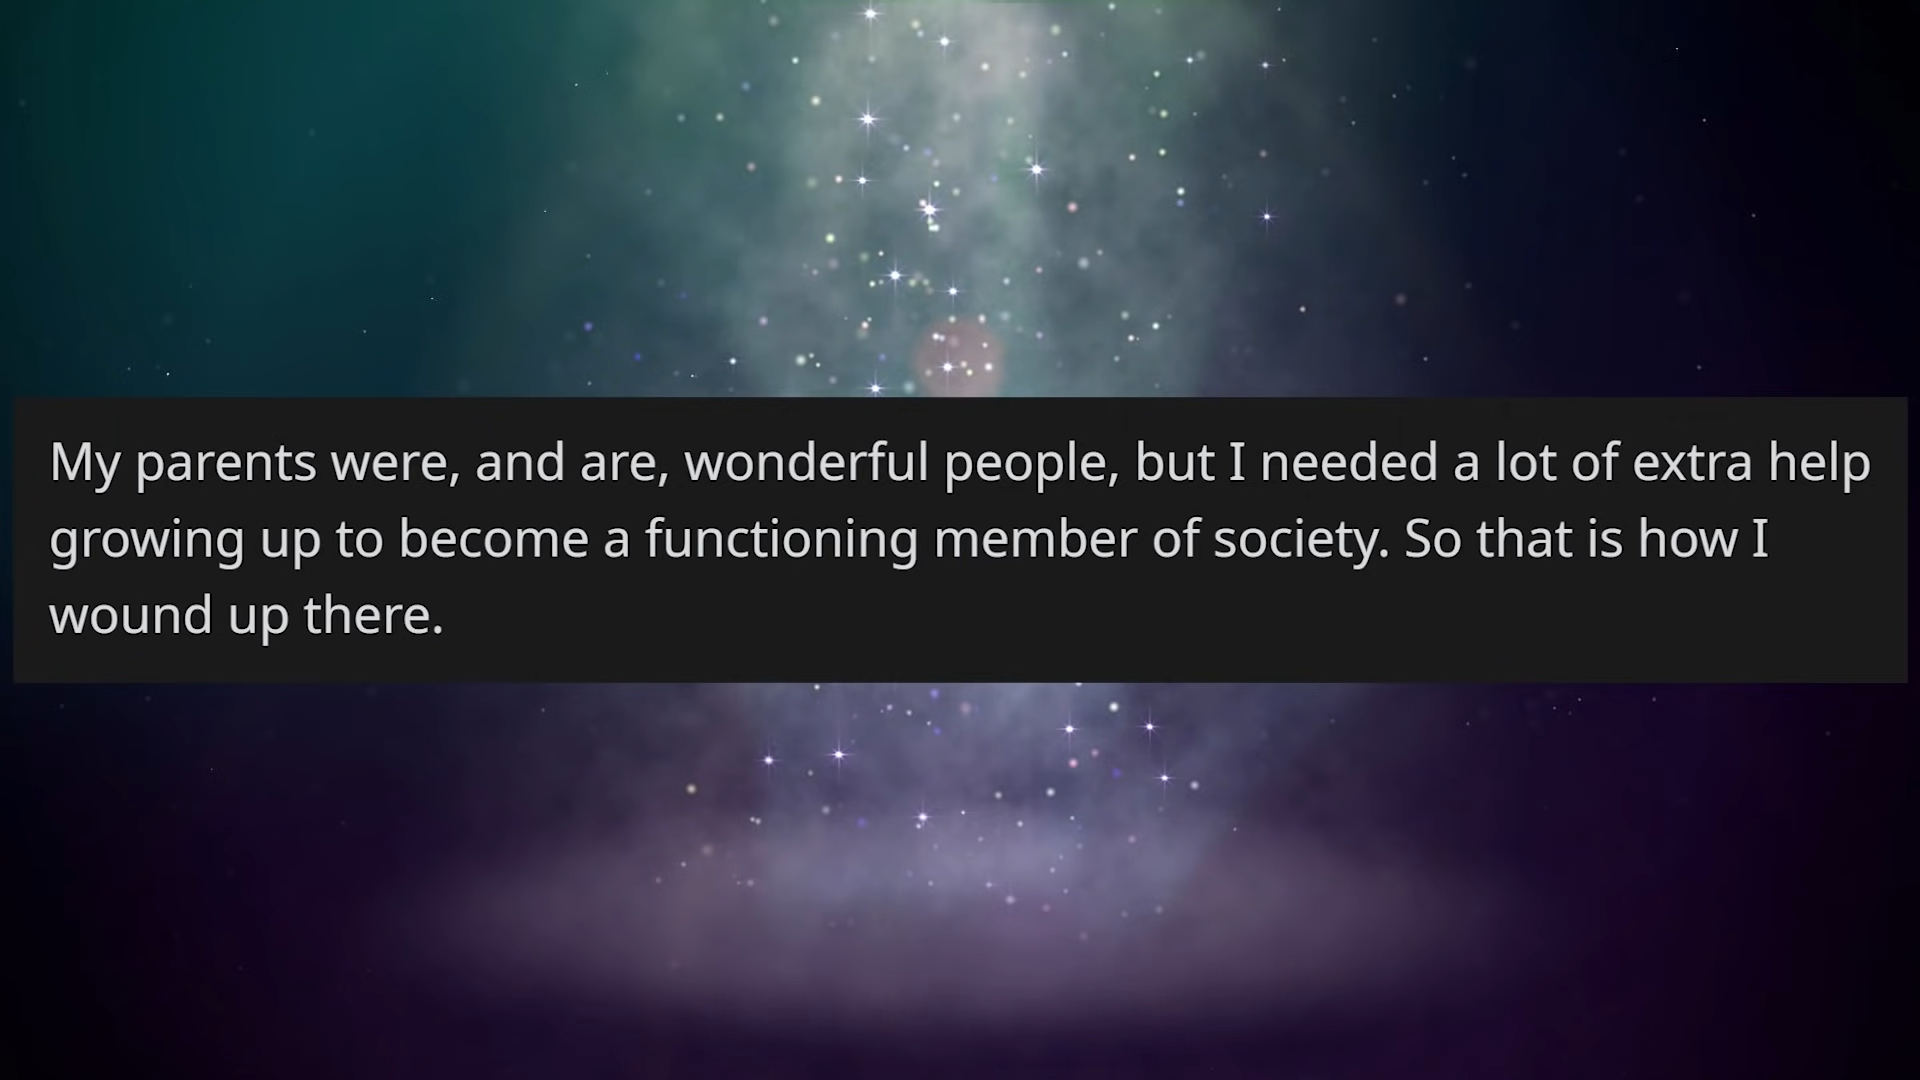 My parents were, and are, wonderful people, but I needed a lot of extra help
growing up to become a functioning member of society. So that is how I
wound up there.